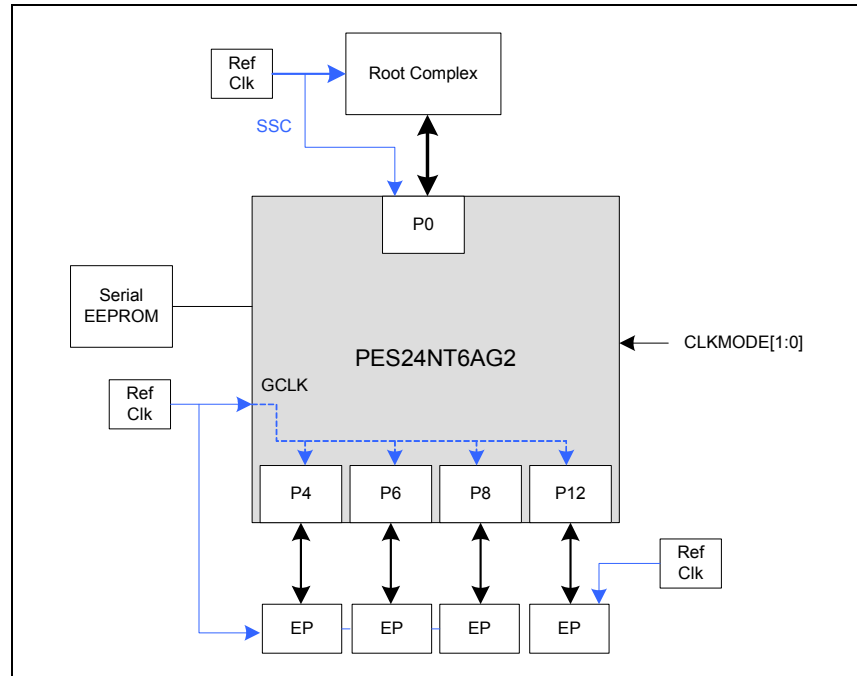 Ref
Clk
Root Complex
SSC
P0
Serial
EEPROM
PES24NT6AG2
CLKMODE[1:0]
Ref
Clk
GCLK
P4
P6
P8
P12
Ref
Clk
EP
EP
EP
EP